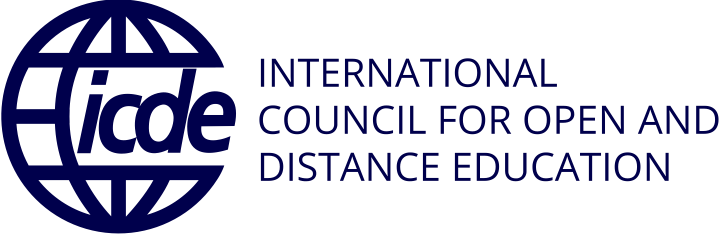 icde
INTERNATIONAL
COUNCIL FOR OPEN AND
DISTANCE EDUCATION